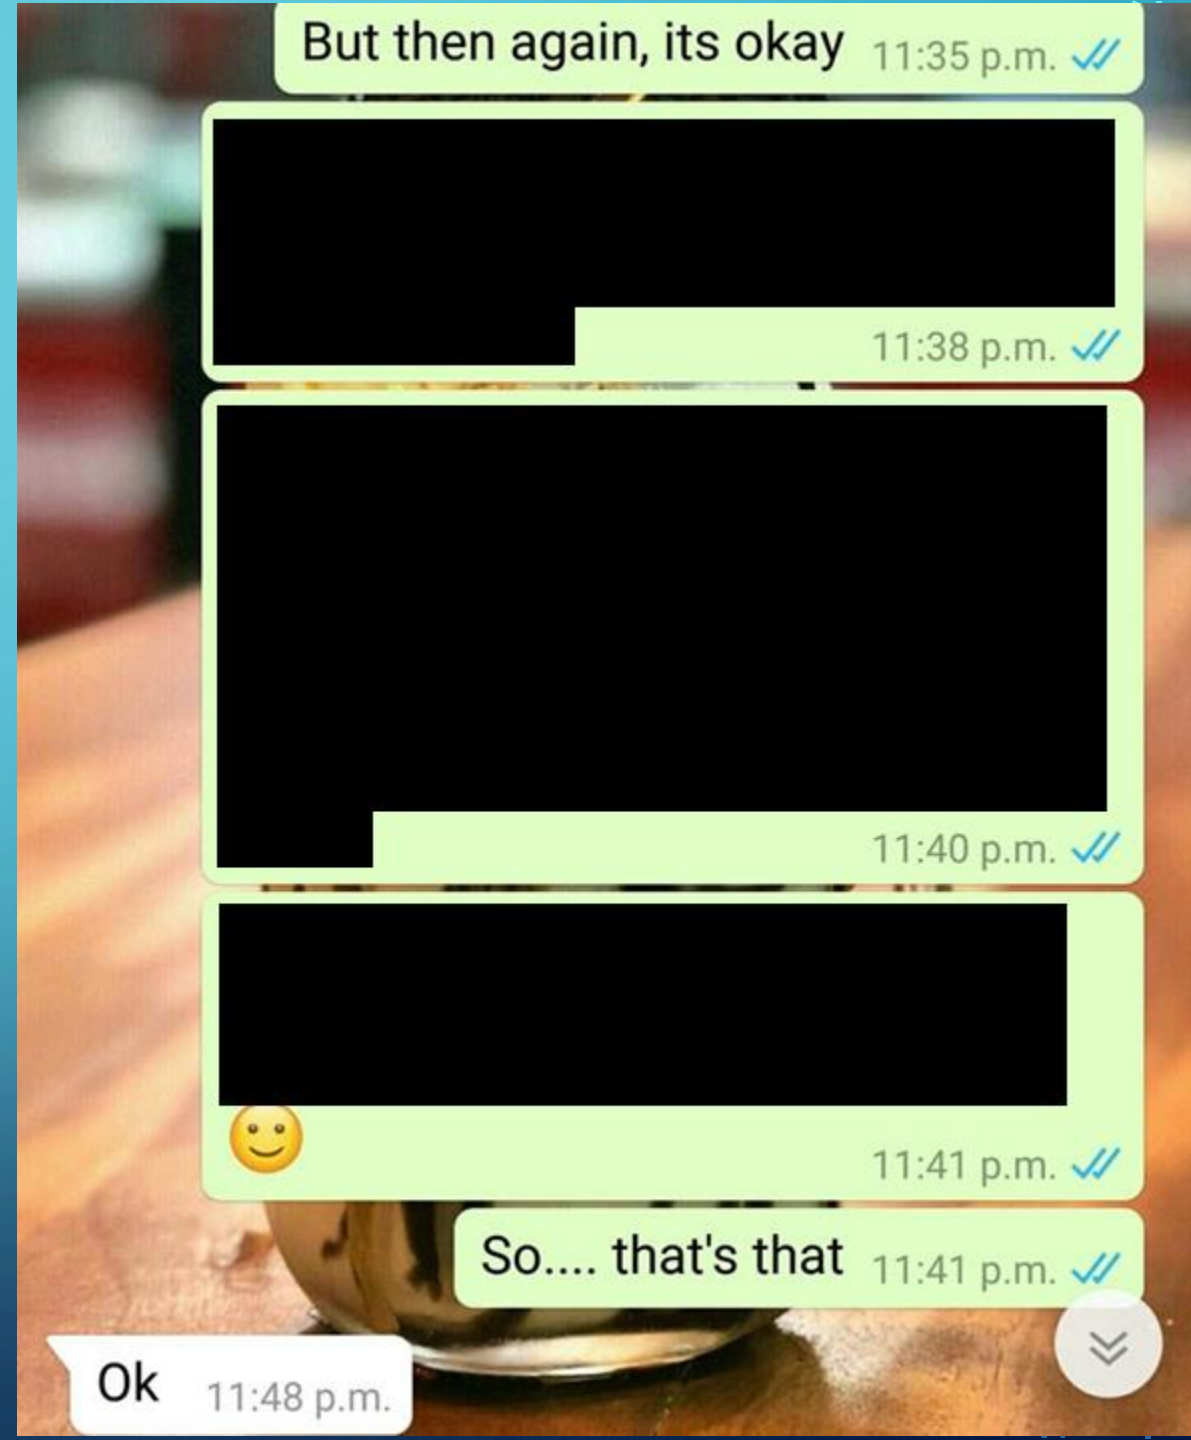 But then again, its okay 11:35 p.m.
11:38 p.m.
11:40 p.m.
11:41 p.m.
So.... that's that 11:41 p.m.
Ok 11:48 p.m.